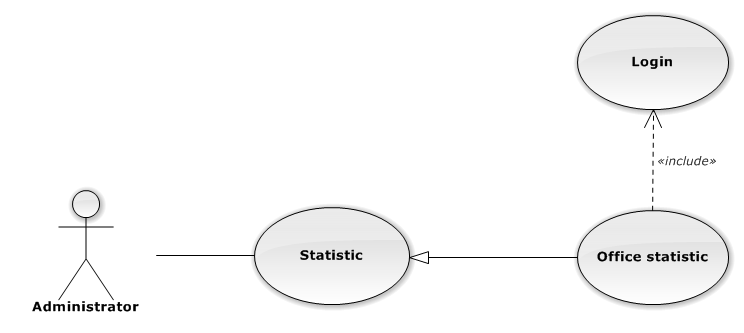 Login
«include»
Statistic
Office statistic
Administrator